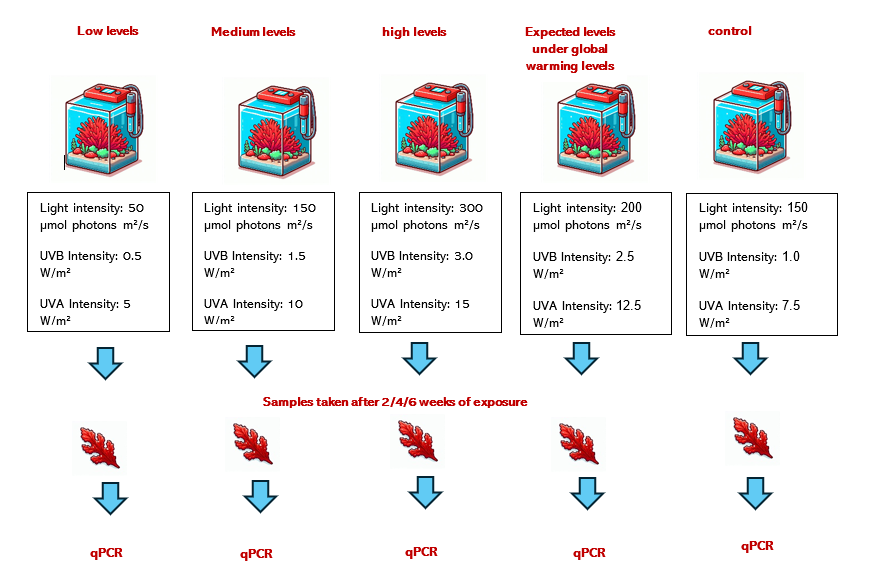 Low levels
Medium levels
high levels
Expected levels
under global
warming levels
control
Light intensity: 50
µmol photons m²/s
UVB Intensity: 0.5
W/m²
UVA Intensity: 5
W/m²
Light intensity: 150
µmol photons m²/s
UVB Intensity: 1.5
W/m²
UVA Intensity: 10
W/m²
Light intensity: 300
µmol photons m²/s
UVB Intensity: 3.0
W/m²
UVA Intensity: 15
W/m²
Light intensity: 200
µmol photons m²/s
UVB Intensity: 2.5
W/m²
UVA Intensity: 12.5
W/m²
Light intensity: 150
µmol photons m²/s
UVB Intensity: 1.0
W/m²
UVA Intensity: 7.5
W/m²
Samples taken after 2/4/6 weeks of exposure
qPCR
qPCR
qPCR
qPCR
qPCR